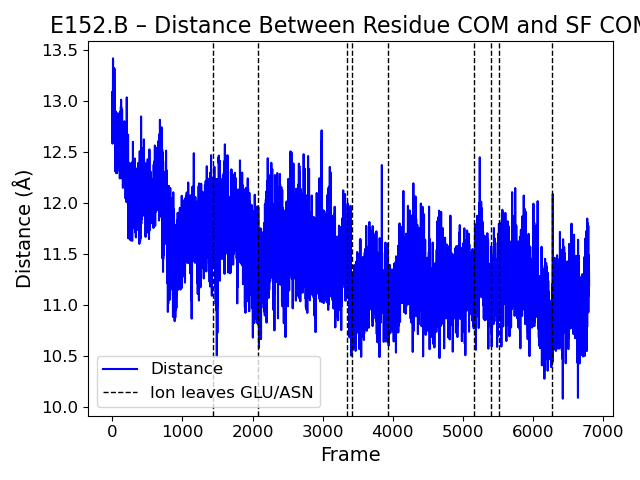 E152.B – Distance Between Residue COM and SF COM
13.5
13.0
12.5
12.0
11.5
11.0
10.5
10.0
Distance (Å)
Distance
Ion leaves GLU/ASN
0 1000 2000 3000 4000 5000 6000 7000
Frame